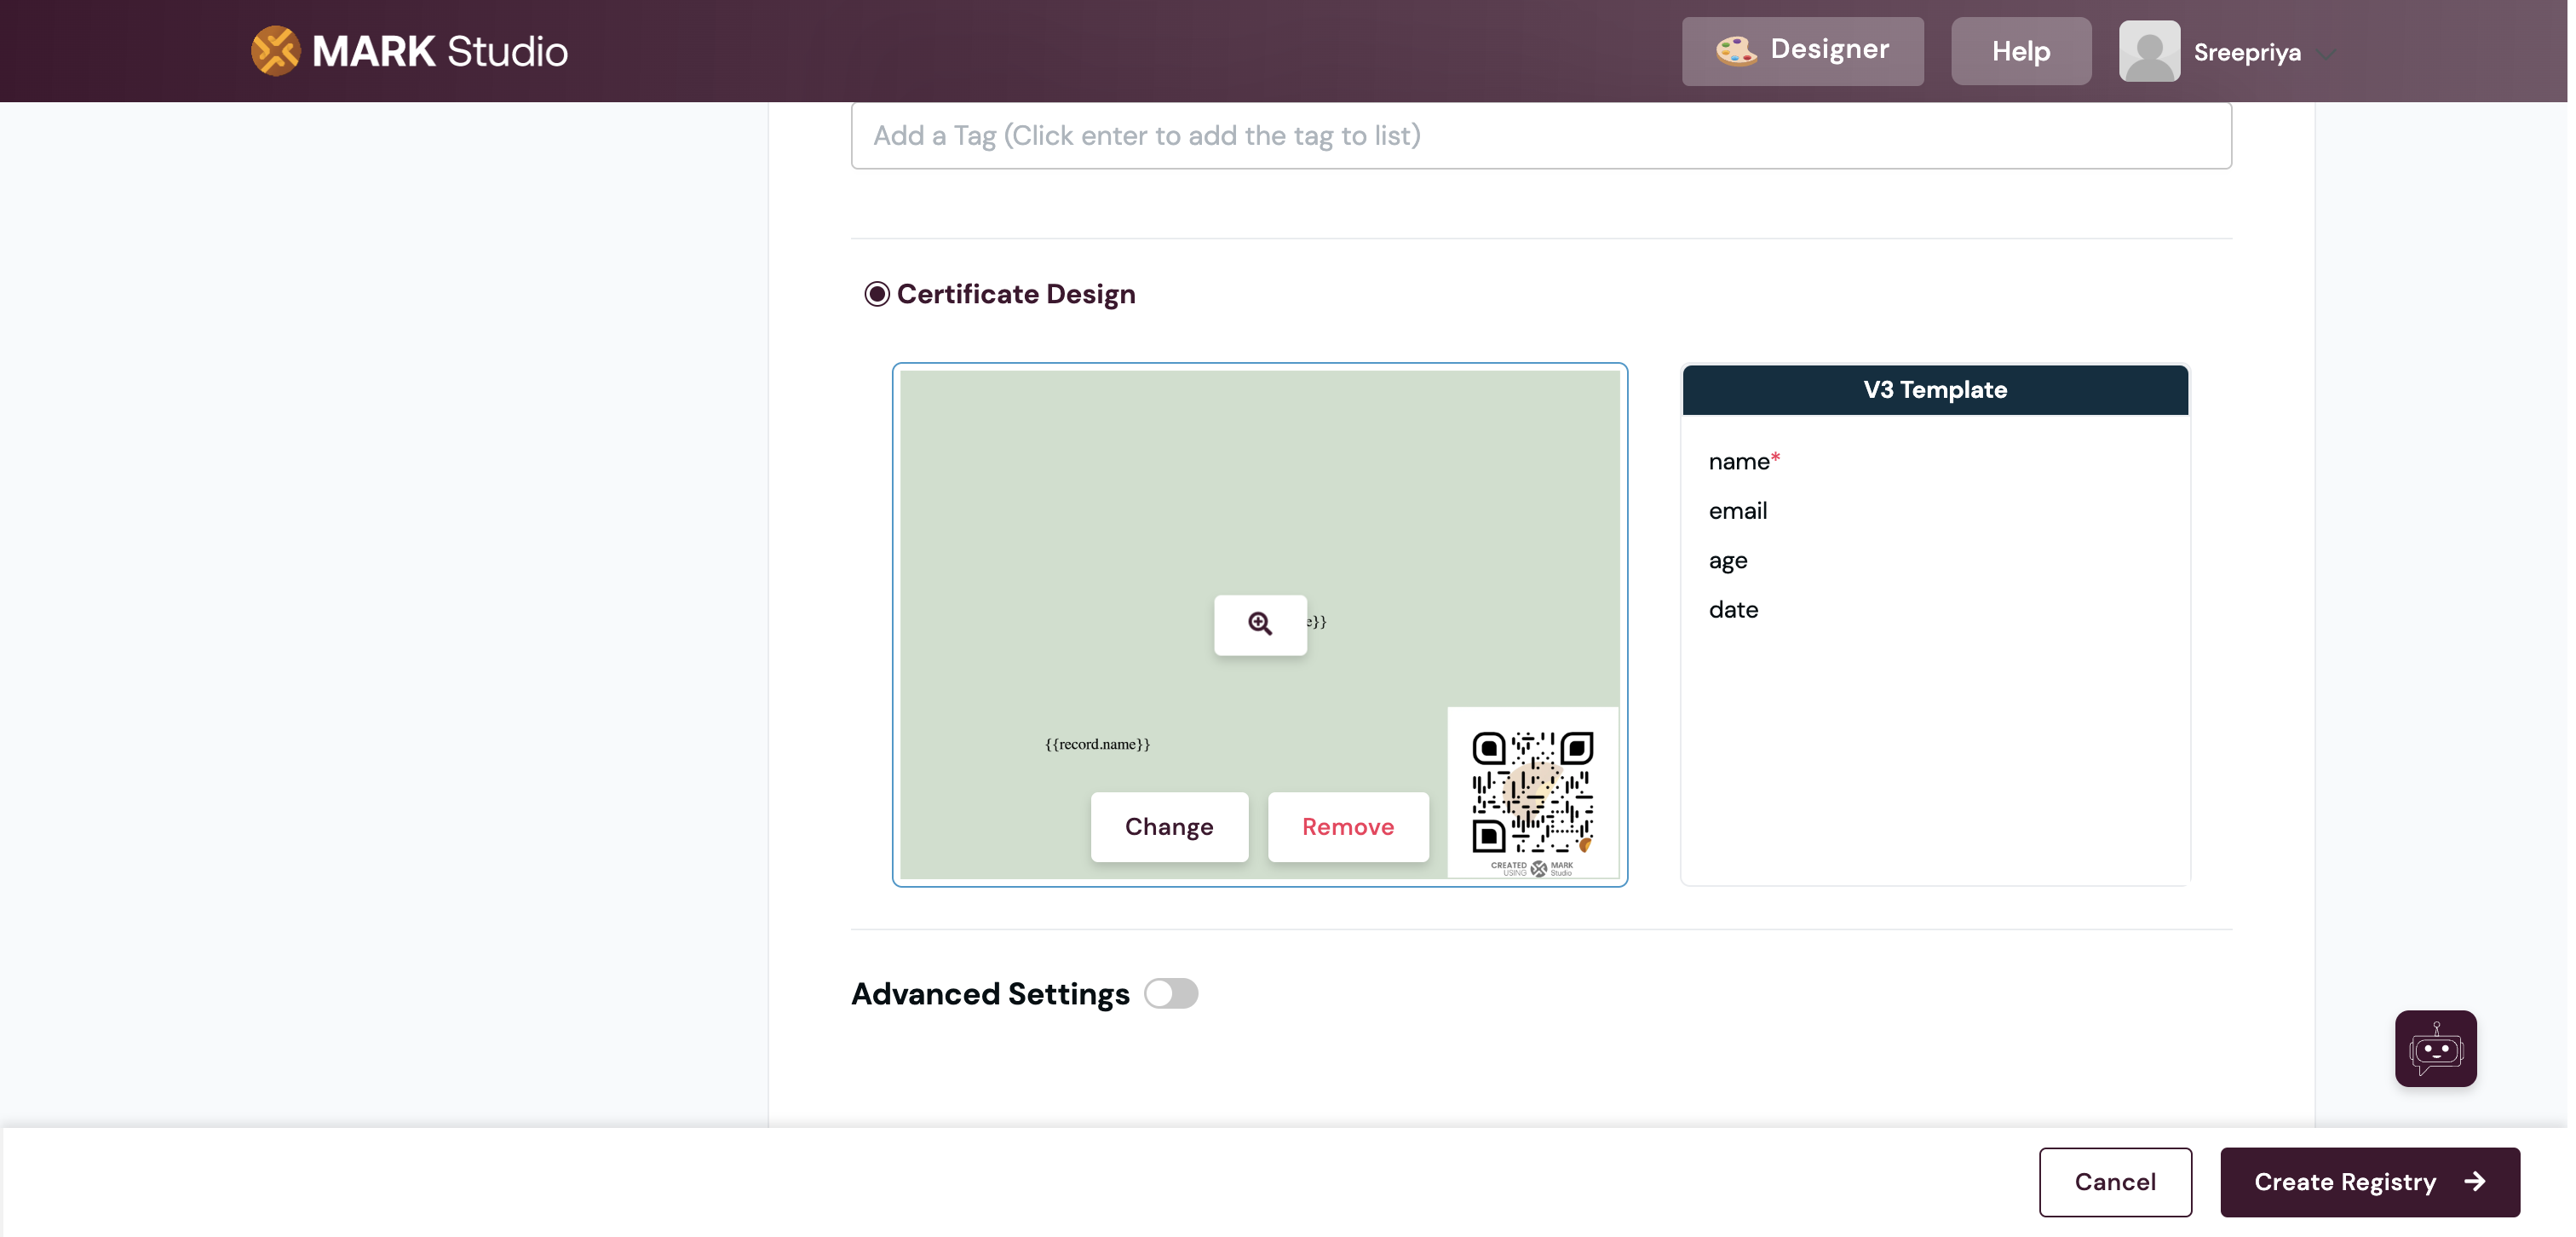 MARK Studio
Designer
Help
Sreepriya
Add a Tag (Click enter to add the tag to list)
Certificate Design
e}}
{{record.name}}
Change
Remove
CREATED USING MARK Studio
V3 Template
name*
email
age
date
Advanced Settings
Cancel
Create Registry